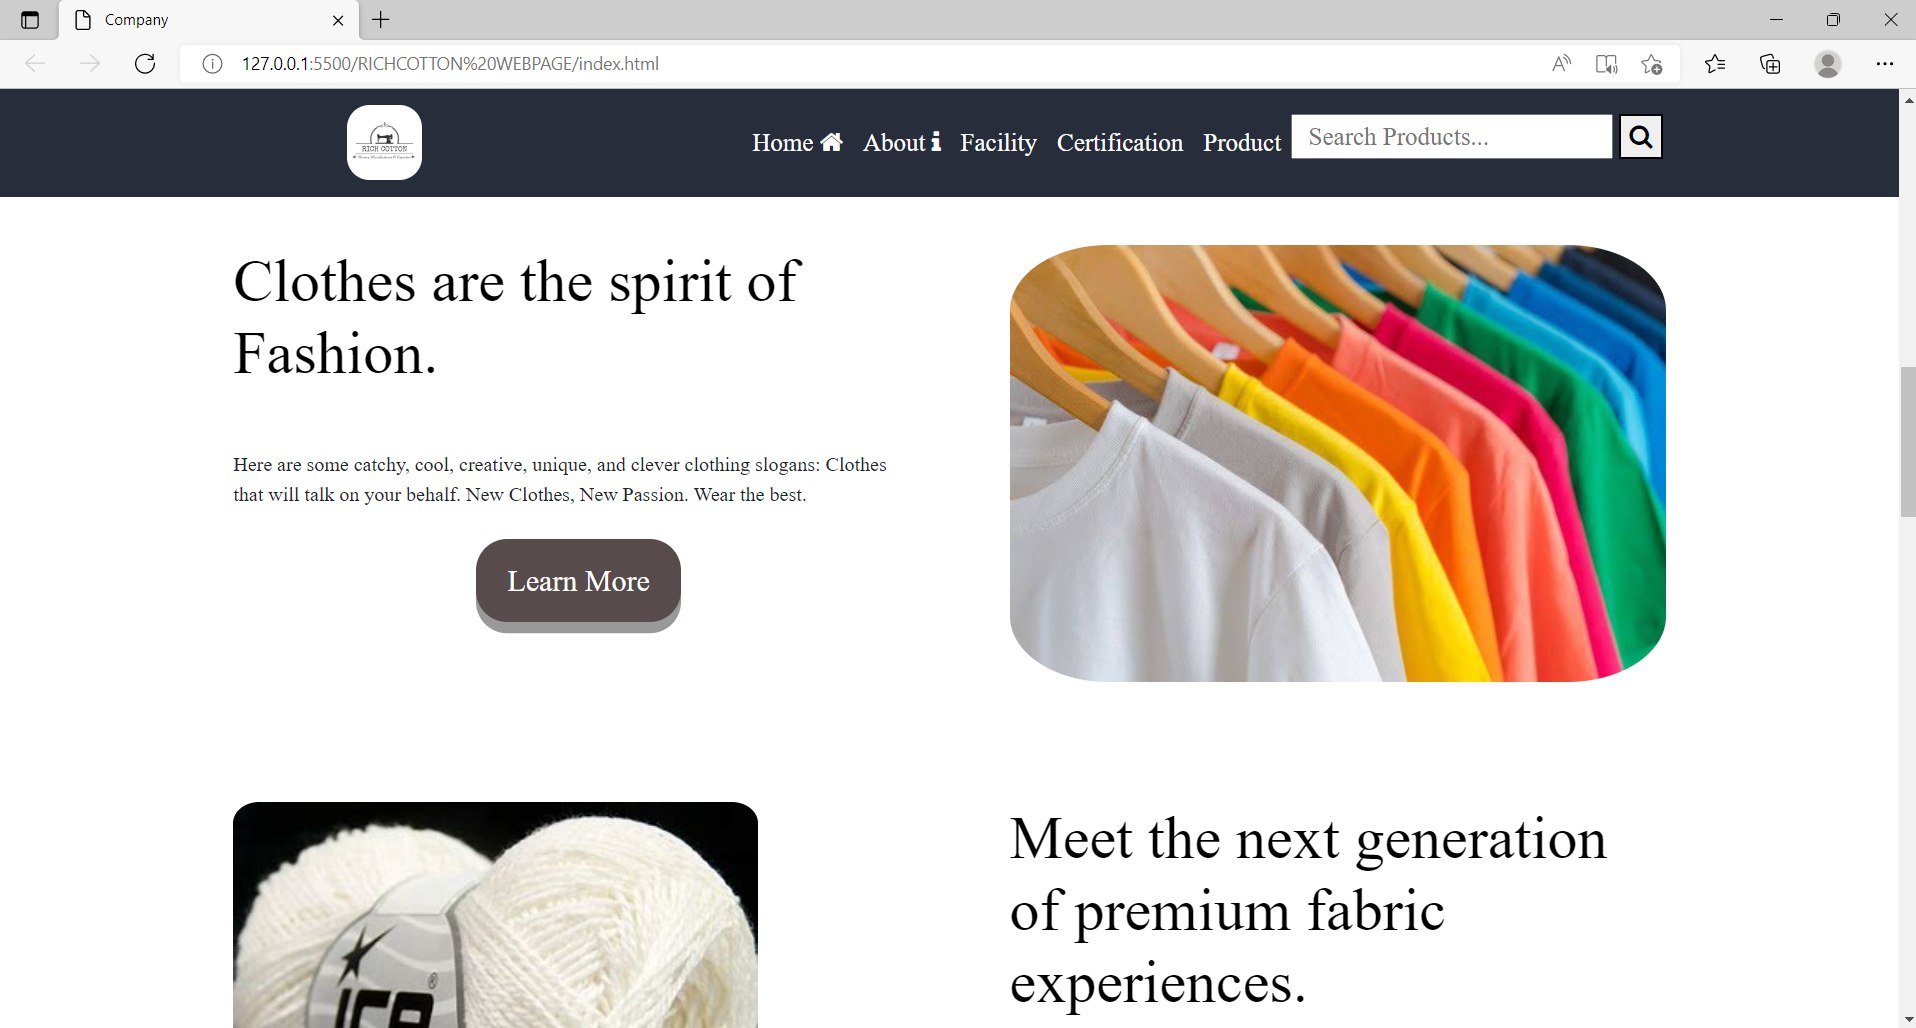 Company
127.0.0.1:5500/RICHCOTTON%20WEBPAGE/index.html
RICH COTTON
Home About Facility Certification Product Search Products...
Clothes are the spirit of
Fashion.
Here are some catchy, cool, creative, unique, and clever clothing slogans: Clothes
that will talk on your behalf. New Clothes, New Passion. Wear the best.
Learn More
Meet the next generation
of premium fabric
experiences.
ICE